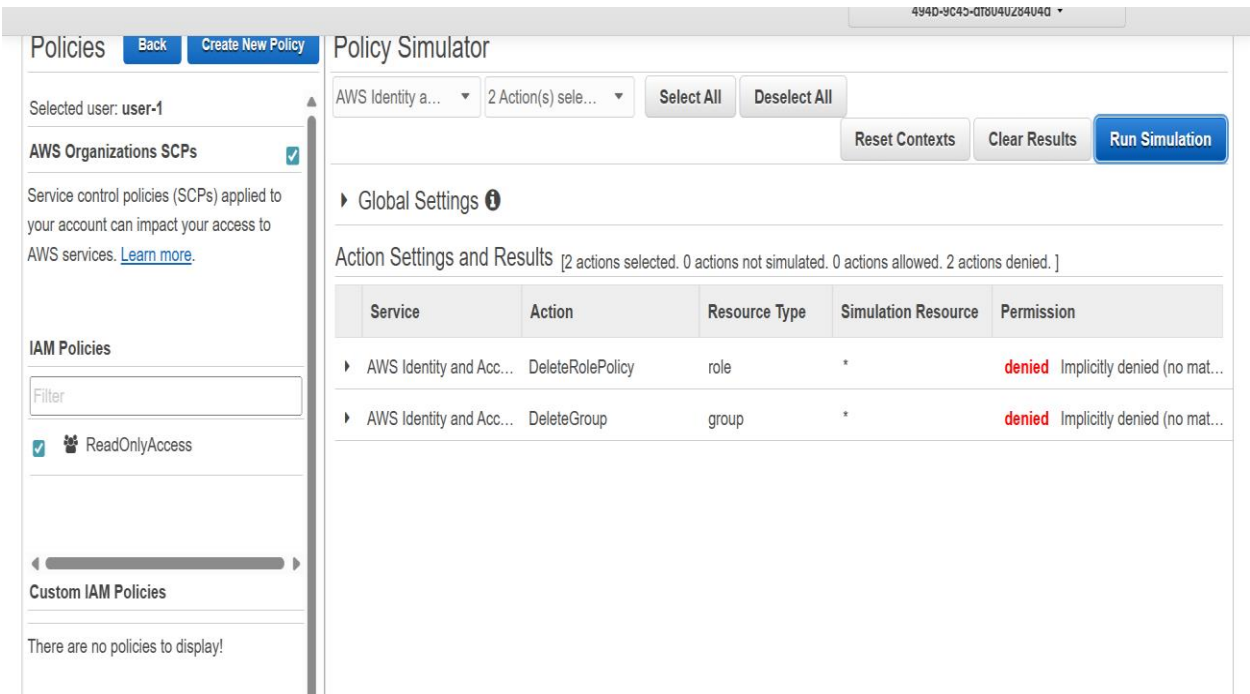 494b-9c45-df804028404d
Policies Back Create New Policy
Selected user: user-1
AWS Organizations SCPs
Service control policies (SCPs) applied to
your account can impact your access to
AWS services. Learn more.
IAM Policies
Filter
ReadOnlyAccess
Custom IAM Policies
There are no policies to display!
Policy Simulator
AWS Identity a... 2 Action(s) sele... Select All Deselect All
Reset Contexts Clear Results Run Simulation
Global Settings
Action Settings and Results [2 actions selected. 0 actions not simulated. 0 actions allowed. 2 actions denied. ]
Service Action Resource Type Simulation Resource Permission
AWS Identity and Acc... DeleteRolePolicy role * denied Implicitly denied (no mat...
AWS Identity and Acc... DeleteGroup group * denied Implicitly denied (no mat...